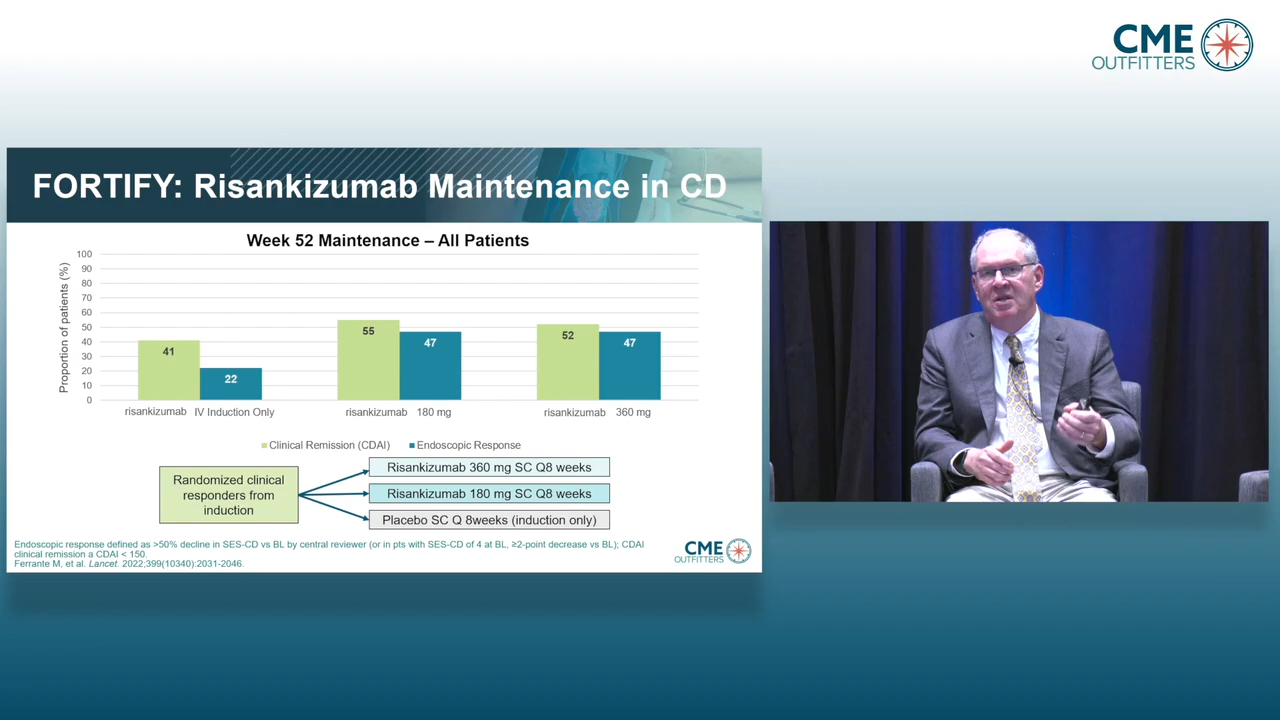 CME
OUTFITTERS
FORTIFY: Risankizumab Maintenance in CD
Week 52 Maintenance – All Patients
Proportion of patients (%)
100
90
80
70
60
50
40
30
20
10
0
41
22
55
47
52
47
risankizumab IV Induction Only
risankizumab 180 mg
risankizumab 360 mg
Clinical Remission (CDAI)
Endoscopic Response
Randomized clinical
responders from
induction
Risankizumab 360 mg SC Q8 weeks
Risankizumab 180 mg SC Q8 weeks
Placebo SC Q 8weeks (induction only)
Endoscopic response defined as >50% decline in SES-CD vs BL by central reviewer (or in pts with SES-CD of 4 at BL, ≥2-point decrease vs BL); CDAI
clinical remission a CDAI < 150.
Ferrante M, et al. Lancet. 2022;399(10340):2031-2046.
CME
OUTFITTERS